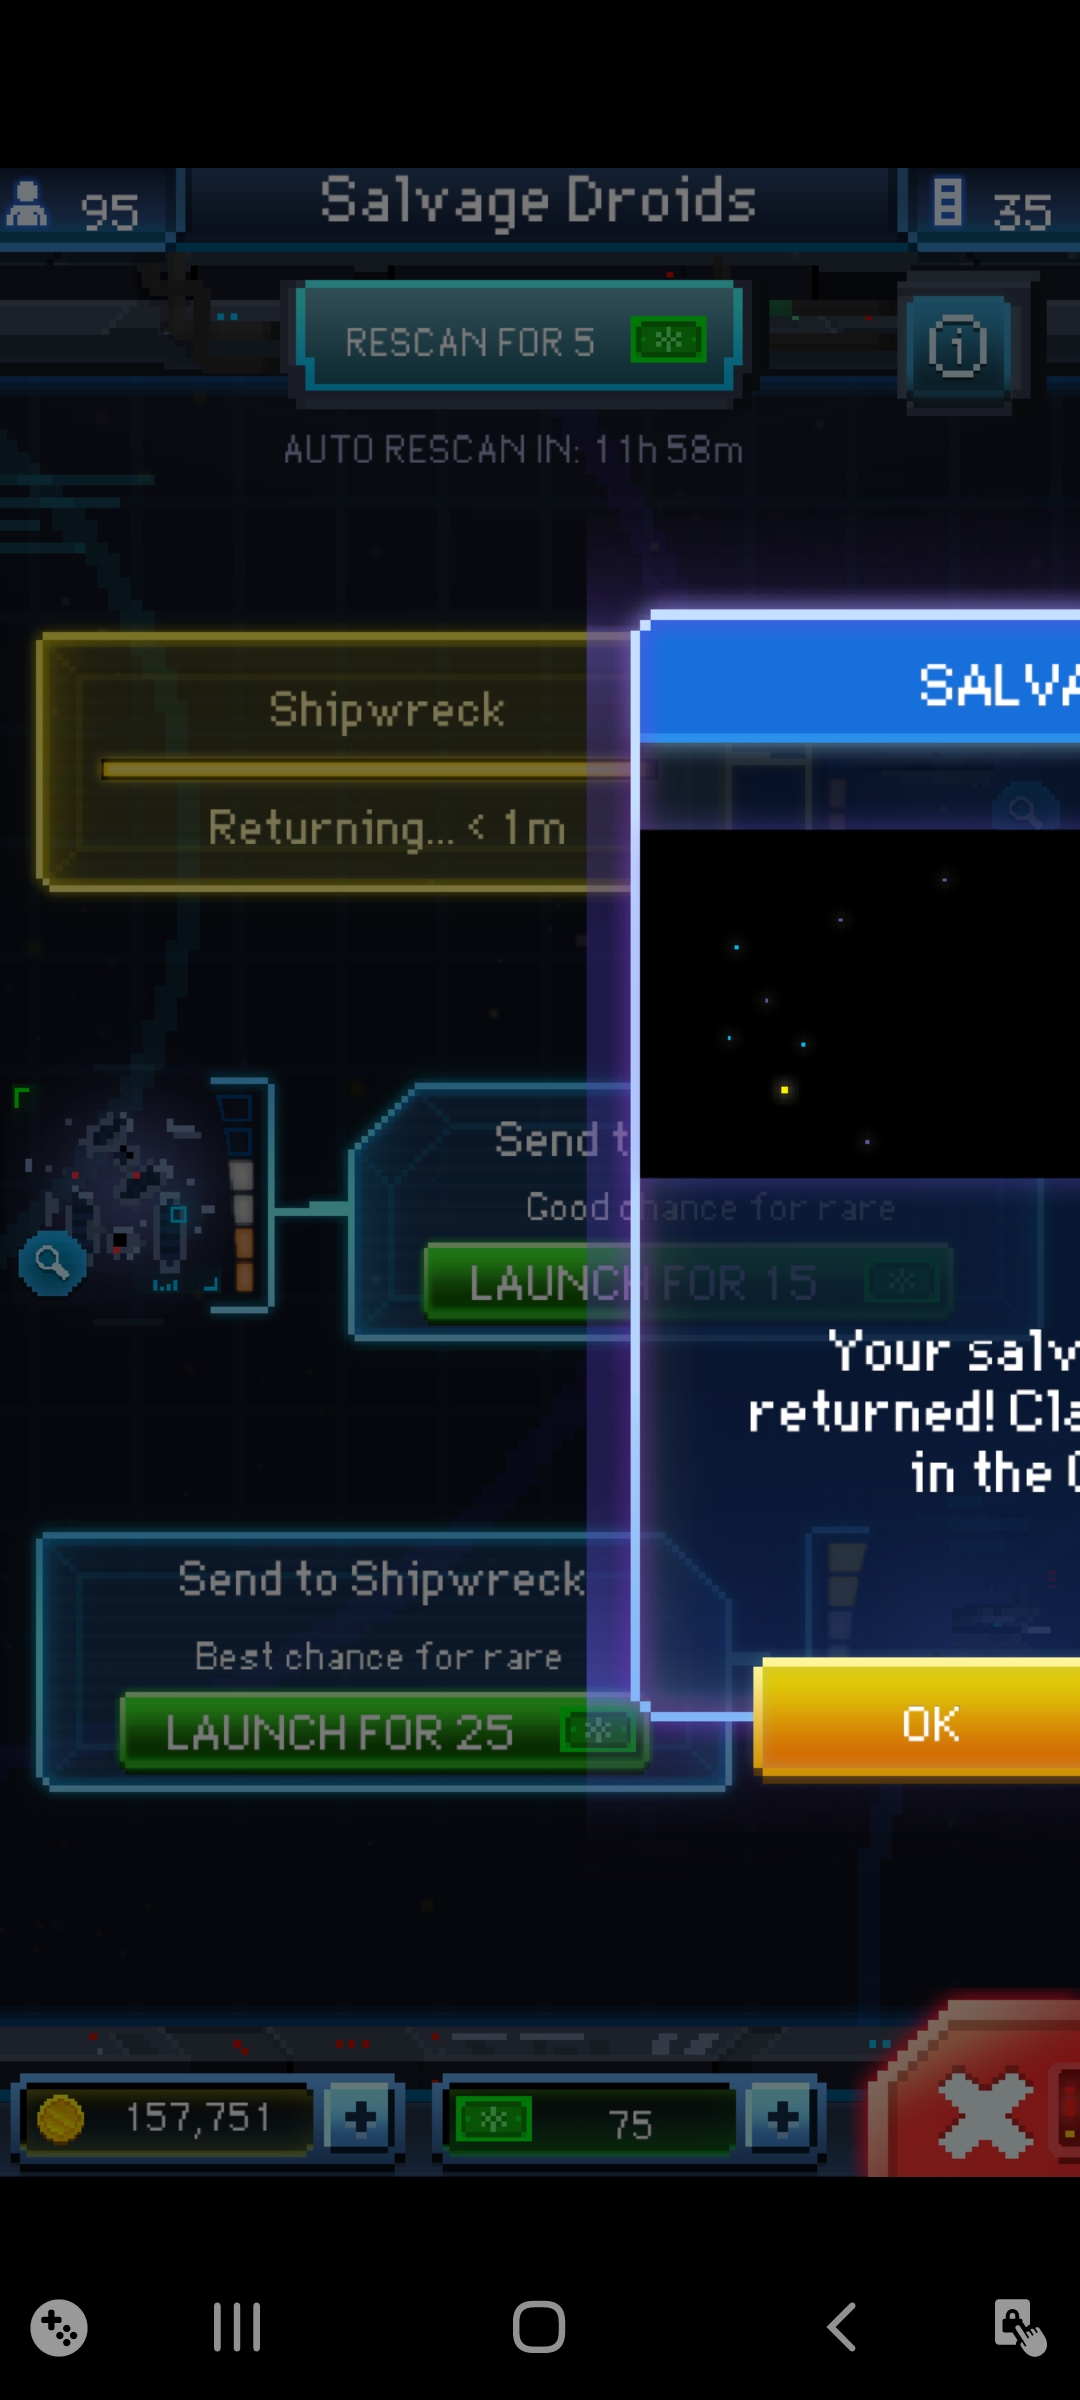 95
Salvage Droids
35
RESCAN FOR 5
AUTO RESCAN IN: 11h 58m
Shipwreck
Returning... < 1m
SALVA
Send t
Good chance for rare
LAUNCH FOR 15
Your salv
returned! Cla
in the
Send to Shipwreck
Best chance for rare
LAUNCH FOR 25
OK
157,751
75